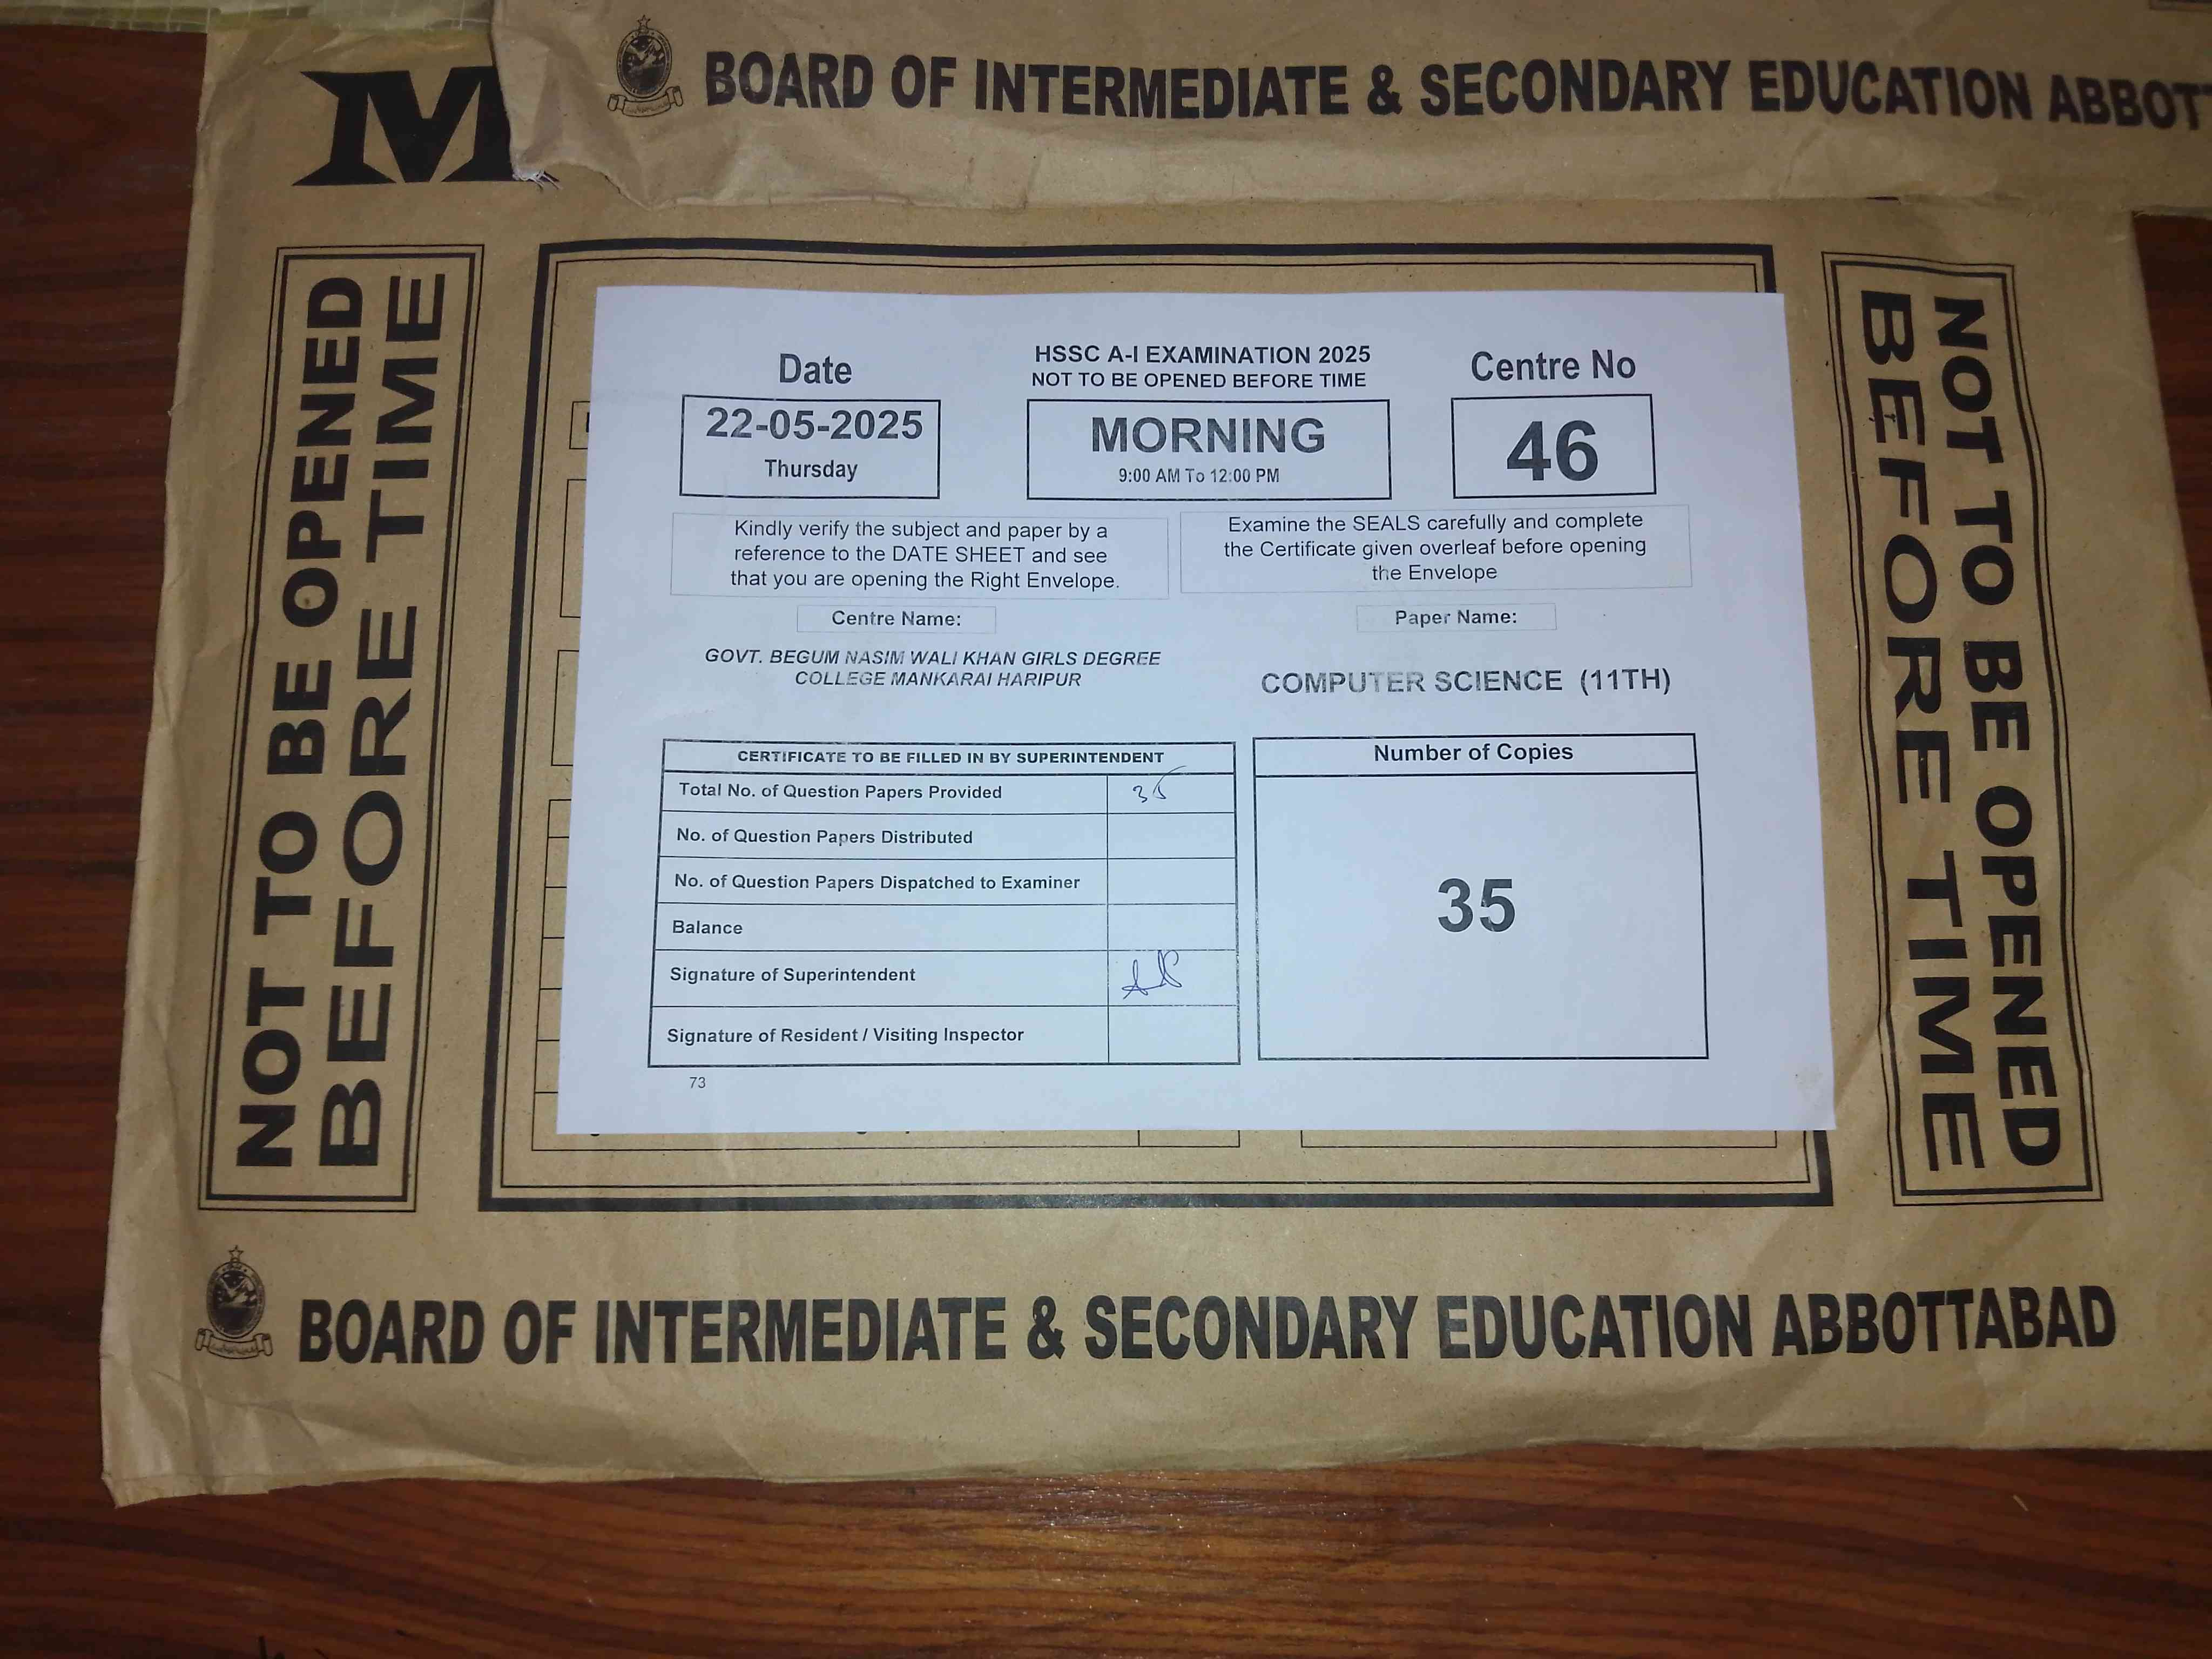 BOARD OF INTERMEDIATE & SECONDARY EDUCATION ABBOTT
M
NOT TO BE OPENED
BEFORE TIME
Date
22-05-2025
Thursday
HSSC A-I EXAMINATION 2025
NOT TO BE OPENED BEFORE TIME
MORNING
9:00 AM To 12:00 PM
Centre No
46
Kindly verify the subject and paper by a
reference to the DATE SHEET and see
that you are opening the Right Envelope.
Examine the SEALS carefully and complete
the Certificate given overleaf before opening
the Envelope
Centre Name:
GOVT. BEGUM NASIM WALI KHAN GIRLS DEGREE
COLLEGE MANKARAI HARIPUR
Paper Name:
COMPUTER SCIENCE (11TH)
CERTIFICATE TO BE FILLED IN BY SUPERINTENDENT
Total No. of Question Papers Provided 35
No. of Question Papers Distributed
No. of Question Papers Dispatched to Examiner
Balance
Signature of Superintendent
Signature of Resident / Visiting Inspector
Number of Copies
35
73
NOT TO BE OPENED
BEFORE TIME
BOARD OF INTERMEDIATE & SECONDARY EDUCATION ABBOTTABAD